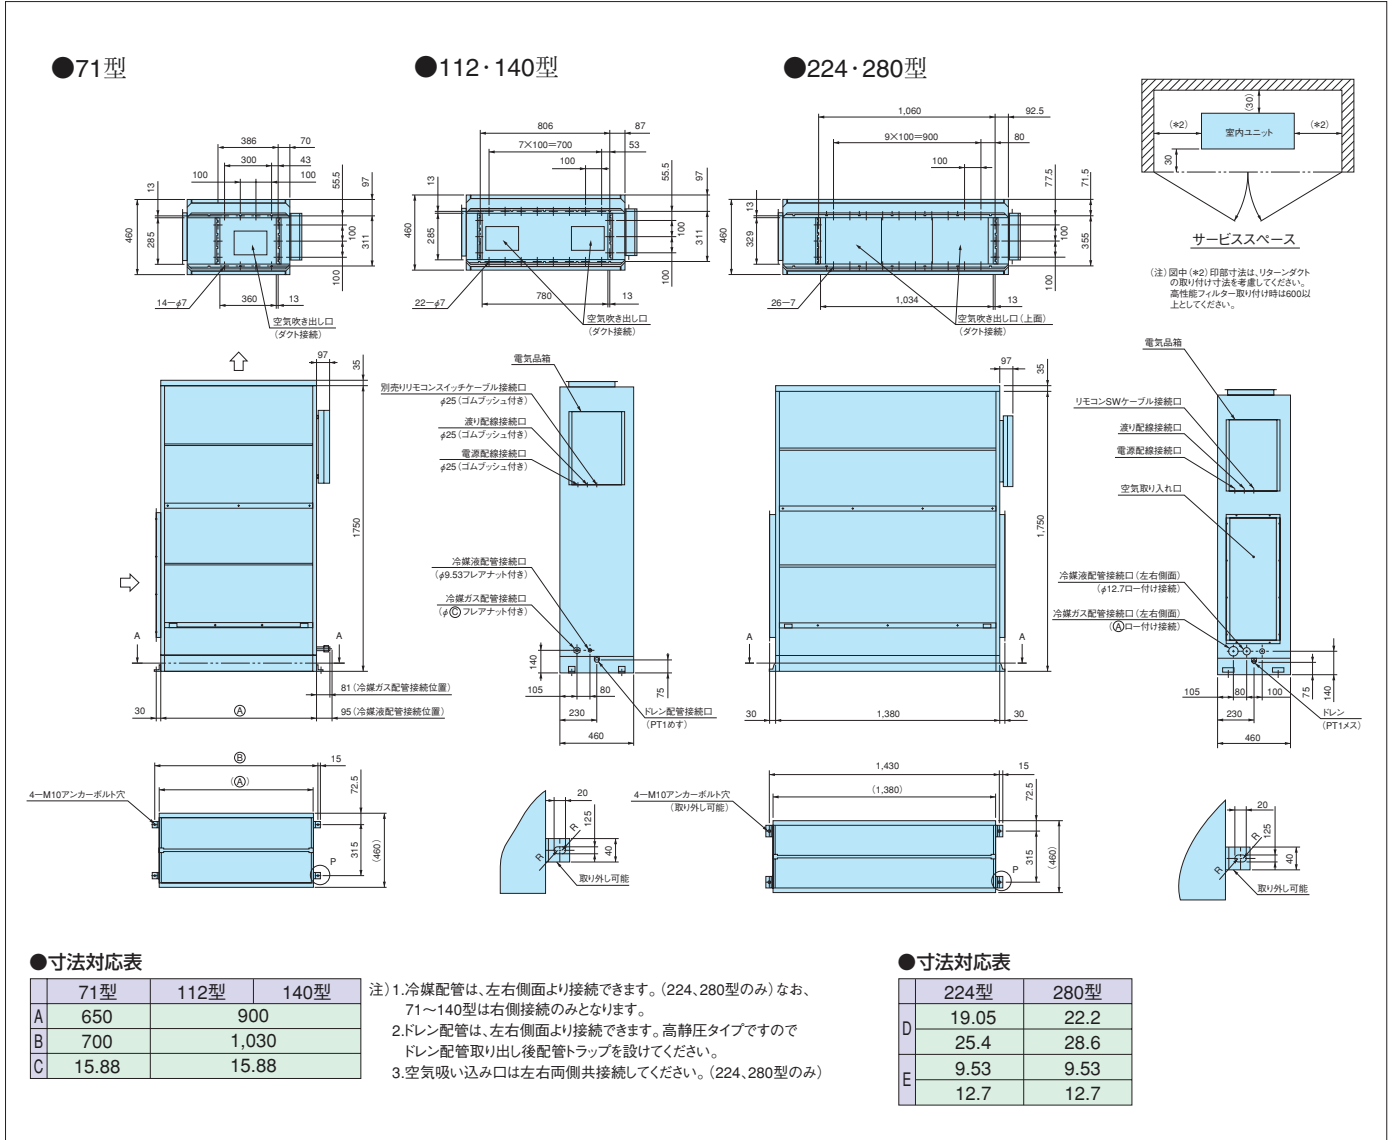 ●71型
386
70
300
43
100
100
13
55.5
97
460
285
100
311
100
14−φ7
360
13
空気吹き出し口
(ダクト接続)
●112・140型
806
87
7×100=700
53
100
13
55.5
97
460
285
100
311
100
22−φ7
780
13
空気吹き出し口
(ダクト接続)
●224・280型
1,060
92.5
9×100=900
80
100
13
77.5
71.5
460
329
100
355
100
26−7
1,034
13
空気吹き出し口(上面)
(ダクト接続)
(30)
(※2)
室内ユニット
(※2)
30
サービススペース
(注)図中(※2)印部寸法は、リターンダクト
の取り付け寸法を考慮してください。
高性能フィルター取り付け時は600以
上としてください。
97
35
1750
A
A
81(冷媒ガス配管接続位置)
95(冷媒液配管接続位置)
30
Ⓐ
電気品箱
別売りリモコンスイッチケーブル接続口
φ25(ゴムブッシュ付き)
渡り配線接続口
φ25(ゴムブッシュ付き)
電源配線接続口
φ25(ゴムブッシュ付き)
冷媒液配管接続口
(φ9.53フレアナット付き)
冷媒ガス配管接続口
(φⒸフレアナット付き)
140
105
80
75
230
460
ドレン配管接続口
(PT1めす)
97
35
1,750
A
A
30
1,380
30
電気品箱
リモコンSWケーブル接続口
渡り配線接続口
電源配線接続口
空気取り入れ口
冷媒液配管接続口(左右側面)
(φ12.7ロー付け接続)
冷媒ガス配管接続口(左右側面)
(Ⓐロー付け接続)
105
80
100
75
140
230
460
ドレン
(PT1メス)
Ⓑ
15
(Ⓐ)
72.5
4−M10アンカーボルト穴
315
(460)
P
20
125
R
R
40
取り外し可能
1,430
15
(1,380)
72.5
4−M10アンカーボルト穴
(取り外し可能)
315
(460)
P
20
125
R
R
40
取り外し可能
●寸法対応表
71型 112型 140型
A 650 900
B 700 1,030
C 15.88 15.88
注)1.冷媒配管は、左右側面より接続できます。(224、280型のみ)なお、
71〜140型は右側接続のみとなります。
2.ドレン配管は、左右側面より接続できます。高静圧タイプですので
ドレン配管取り出し後配管トラップを設けてください。
3.空気吸い込み口は左右両側共接続してください。(224、280型のみ)
●寸法対応表
224型 280型
D 19.05 22.2
25.4 28.6
E 9.53 9.53
12.7 12.7